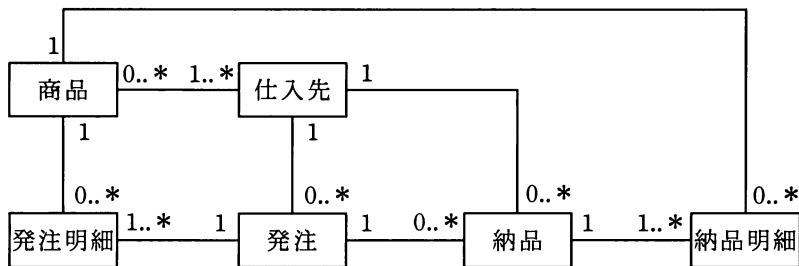 1
商品 0..* 1..* 仕入先 1
1 1
0..* 0..* 0..* 0..*
発注明細 1..* 1 発注 1 0..* 納品 1 1..* 納品明細